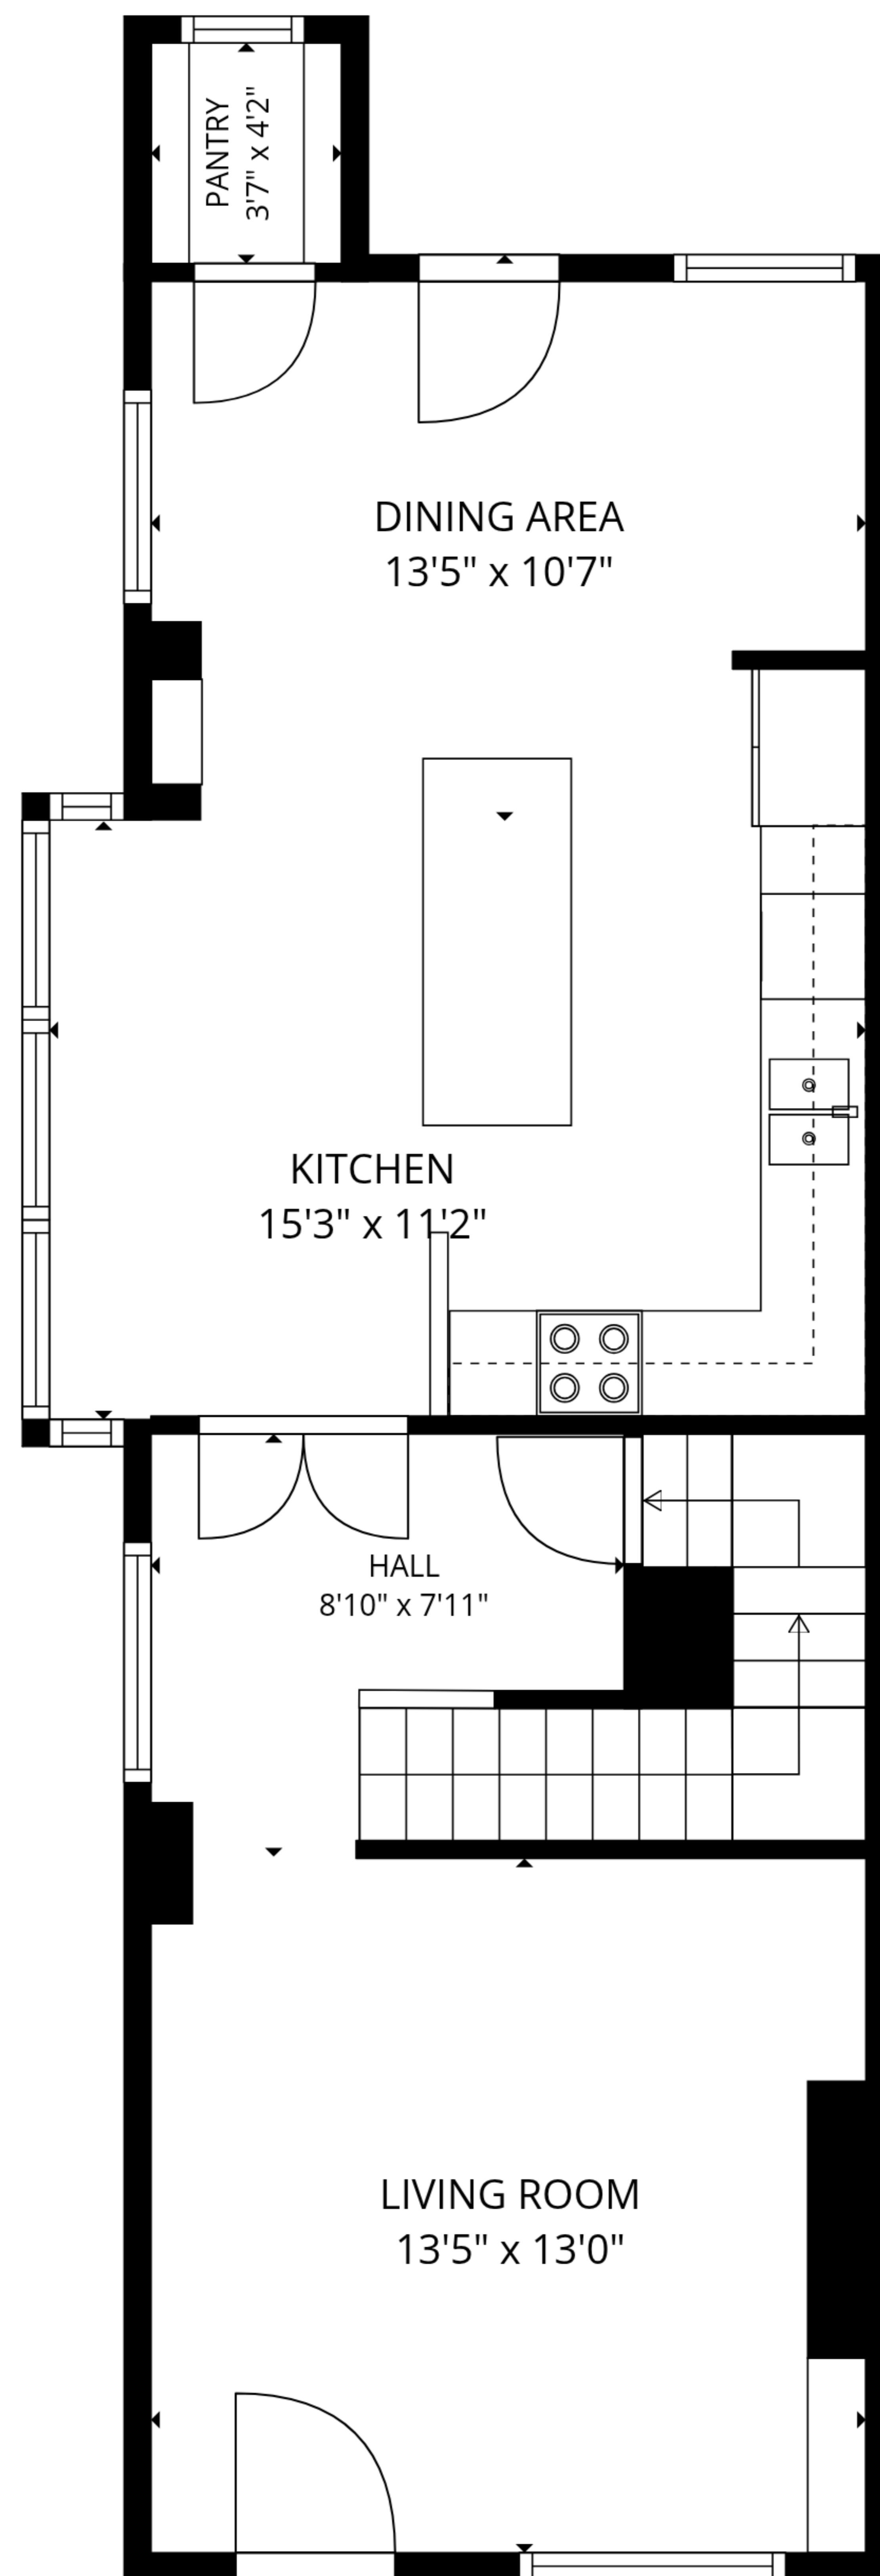 PANTRY
3'7" x 4'2"
DINING AREA
13'5" x 10'7"
KITCHEN
15'3" x 11'2"
HALL
8'10" x 7'11"
LIVING ROOM
13'5" x 13'0"